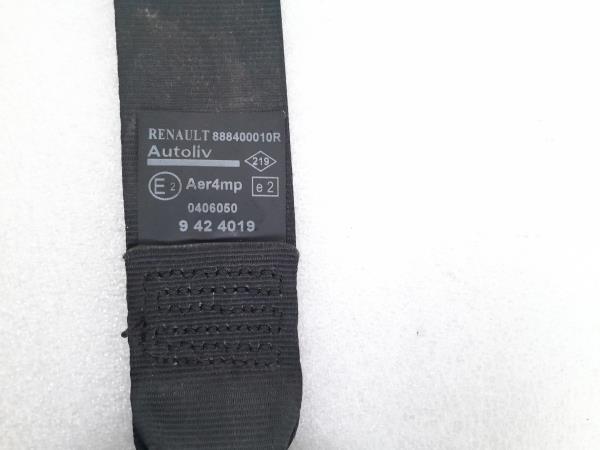 RENAULT 888400010R
Autoliv 219
E2 Aer4mp e2
0406050
9 42 4019